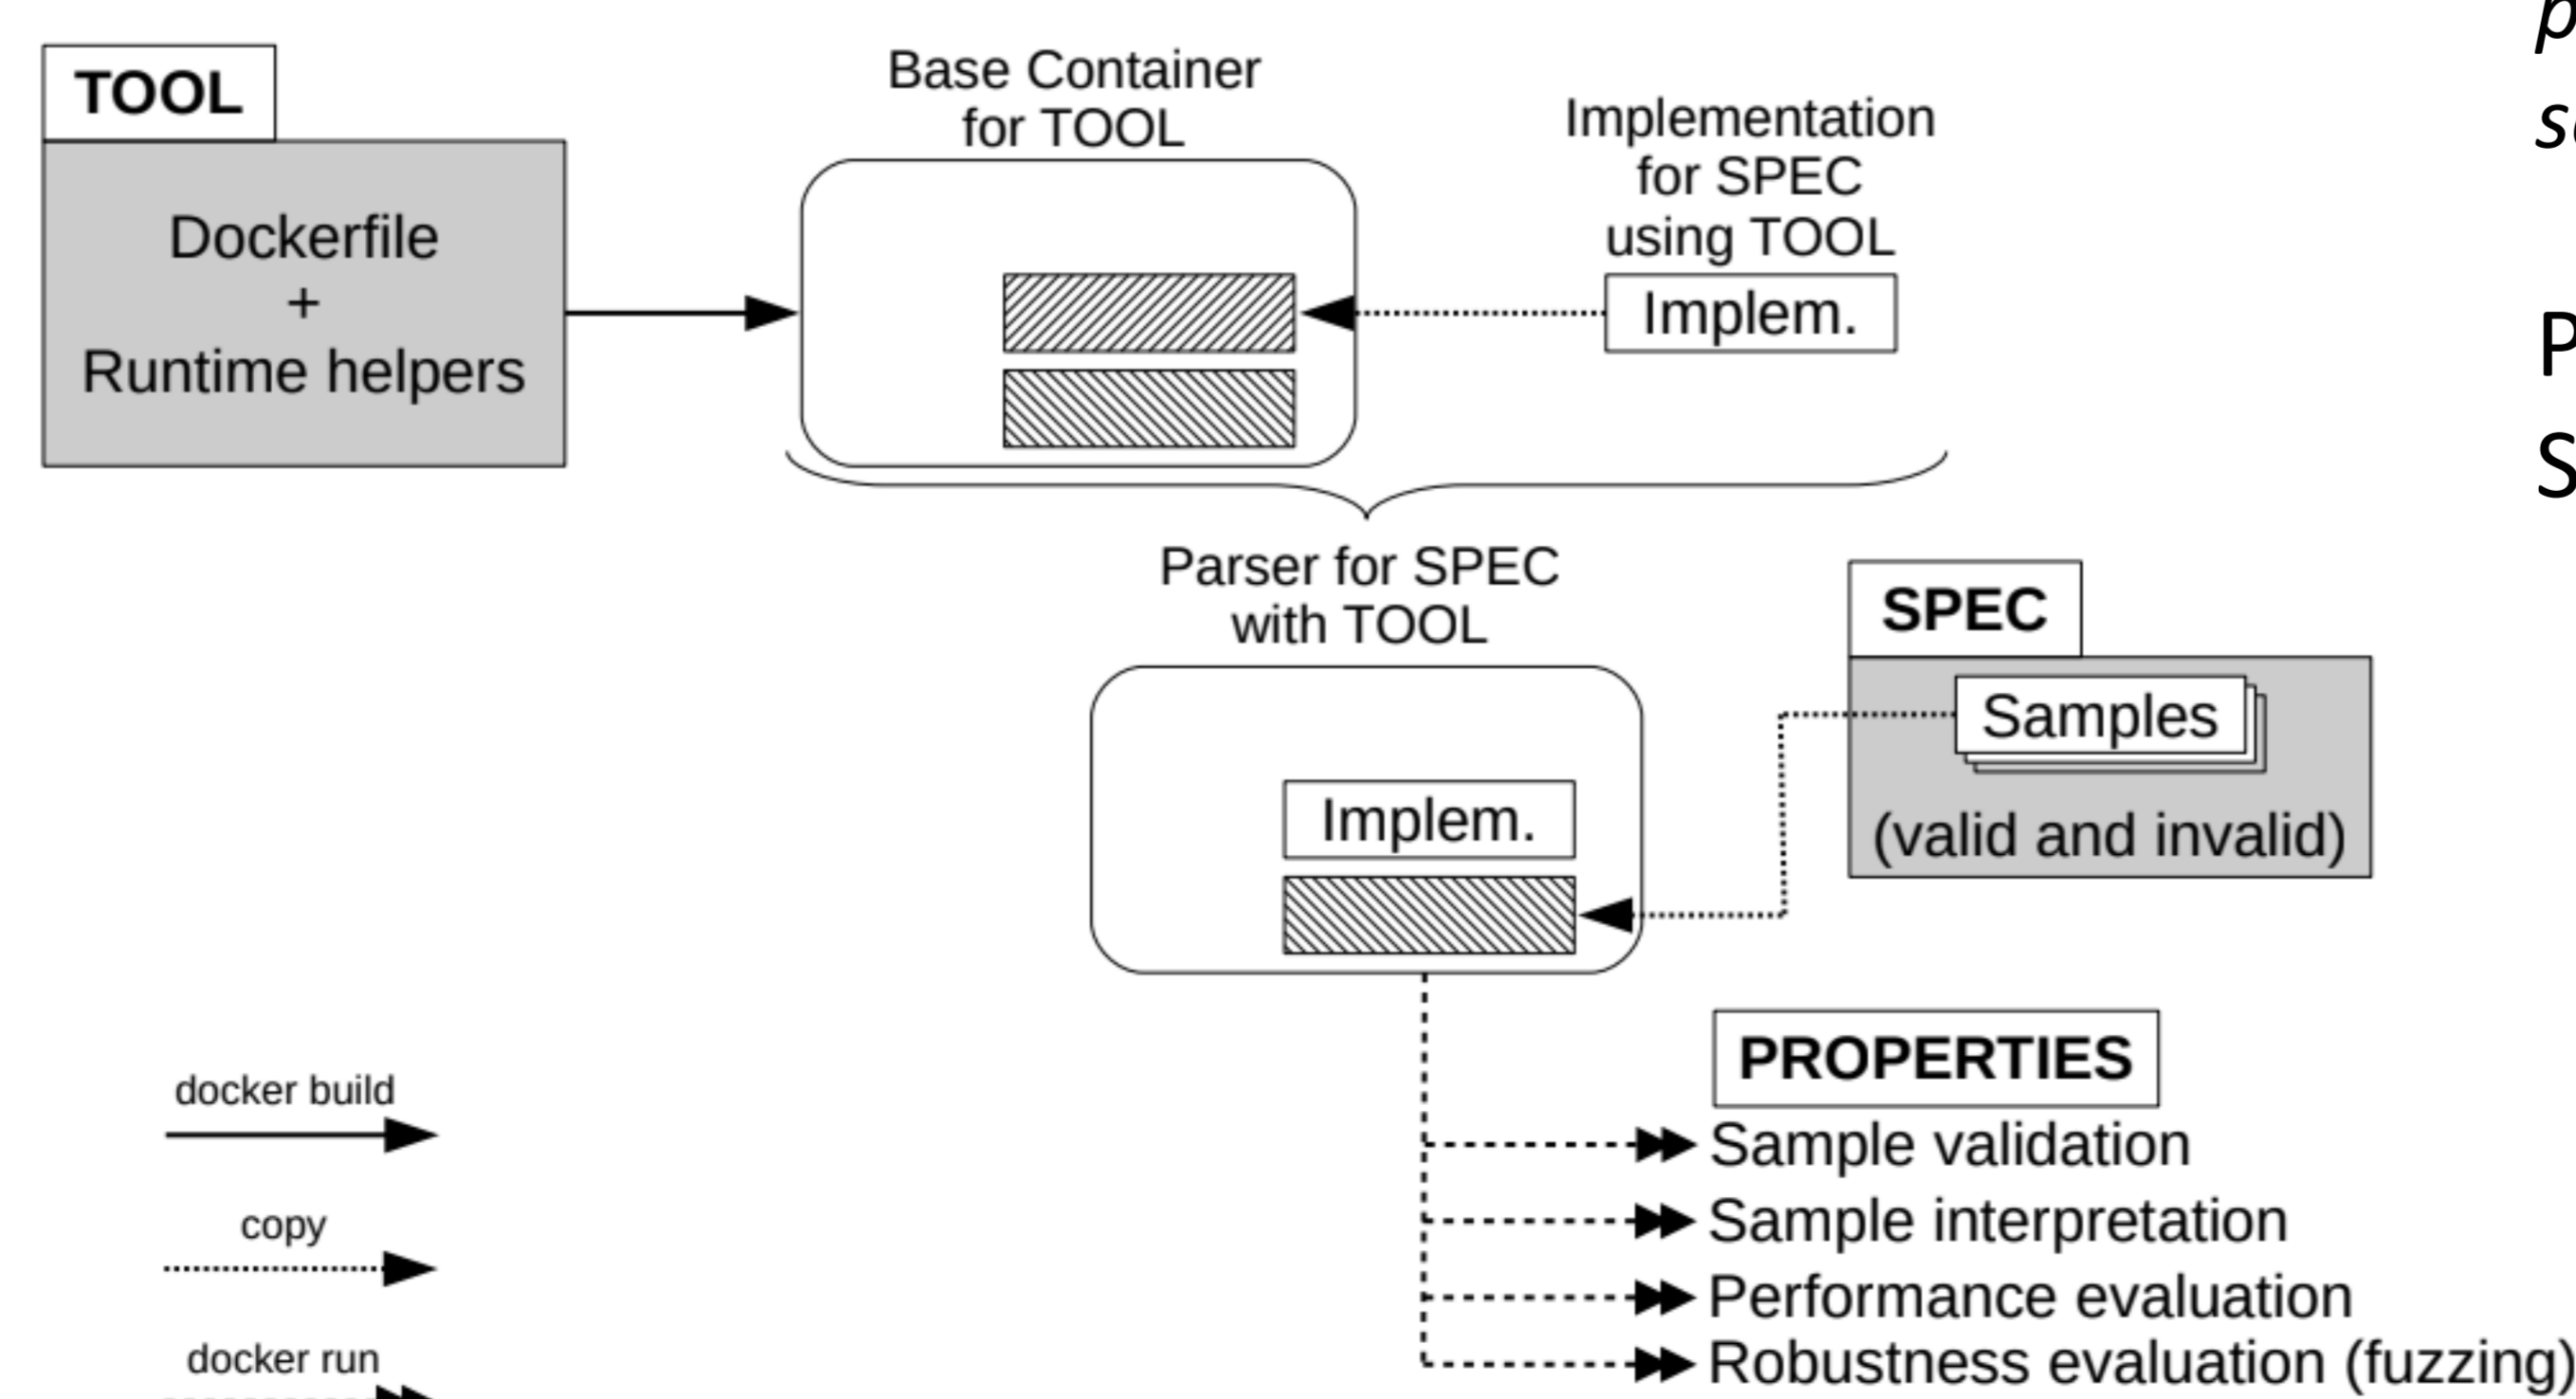 TOOL
Dockerfile
+
Runtime helpers
Base Container
for TOOL
Implementation
for SPEC
using TOOL
Implem.
Parser for SPEC
with TOOL
Implem.
SPEC
Samples
(valid and invalid)
PROPERTIES
Sample validation
Sample interpretation
Performance evaluation
Robustness evaluation (fuzzing)
docker build
copy
docker run